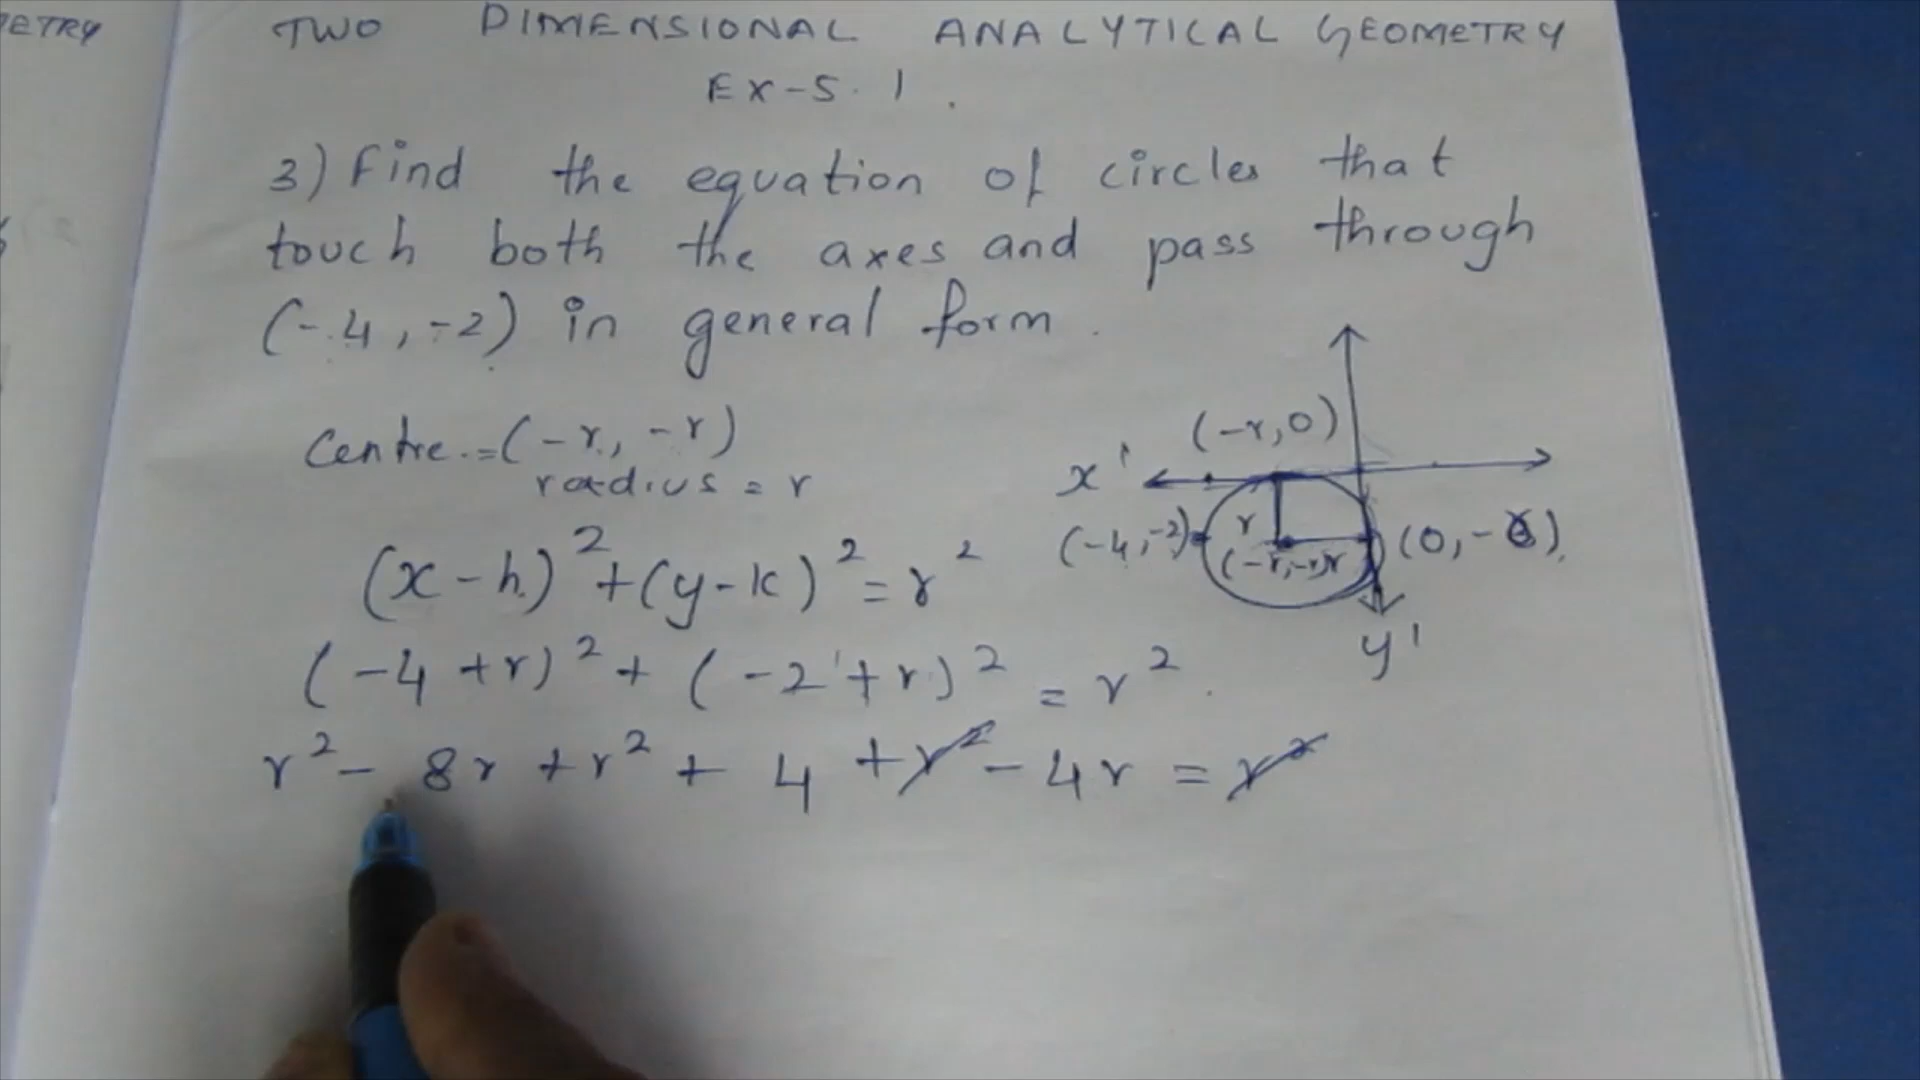 ETRY
TWO DIMENSIONAL ANALYTICAL GEOMETRY
EX-5.1.
3) Find the equation of circles that
touch both the axes and pass through
(-4,-2) in general form.
Centre.=(-r,-r)
radius = r
(-r,0)
x'
(-4,-2)
r
(-r,-r)r
(0,-
y'
(x-h)²+(y-k)²=r²
(-4+r)²+(-2+r)²=r².
r²-8r+r²+4+r²-4r=r²